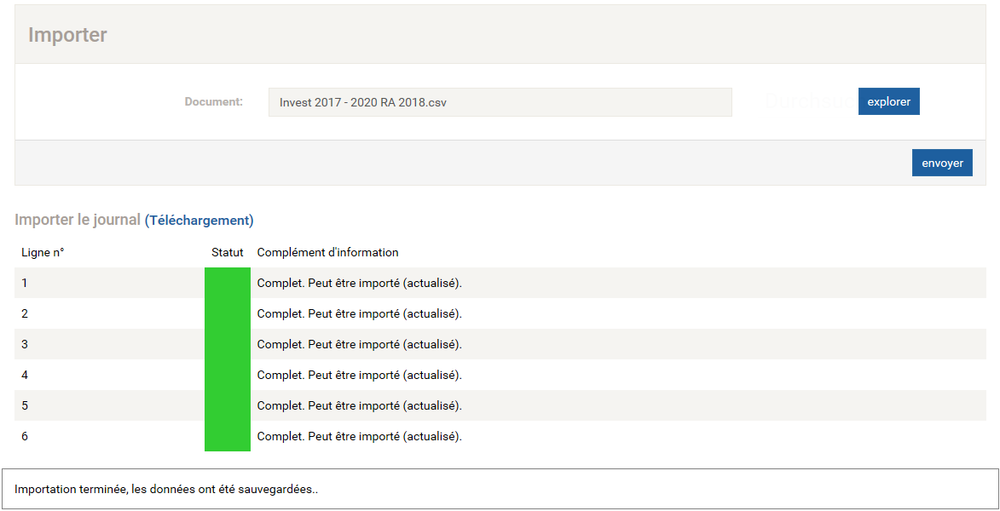 Importer
Document: Invest 2017 - 2020 RA 2018.csv explorer
envoyer
Importer le journal (Téléchargement)
Ligne n° Statut Complément d'information
1 Complet. Peut être importé (actualisé).
2 Complet. Peut être importé (actualisé).
3 Complet. Peut être importé (actualisé).
4 Complet. Peut être importé (actualisé).
5 Complet. Peut être importé (actualisé).
6 Complet. Peut être importé (actualisé).
Importation terminée, les données ont été sauvegardées..